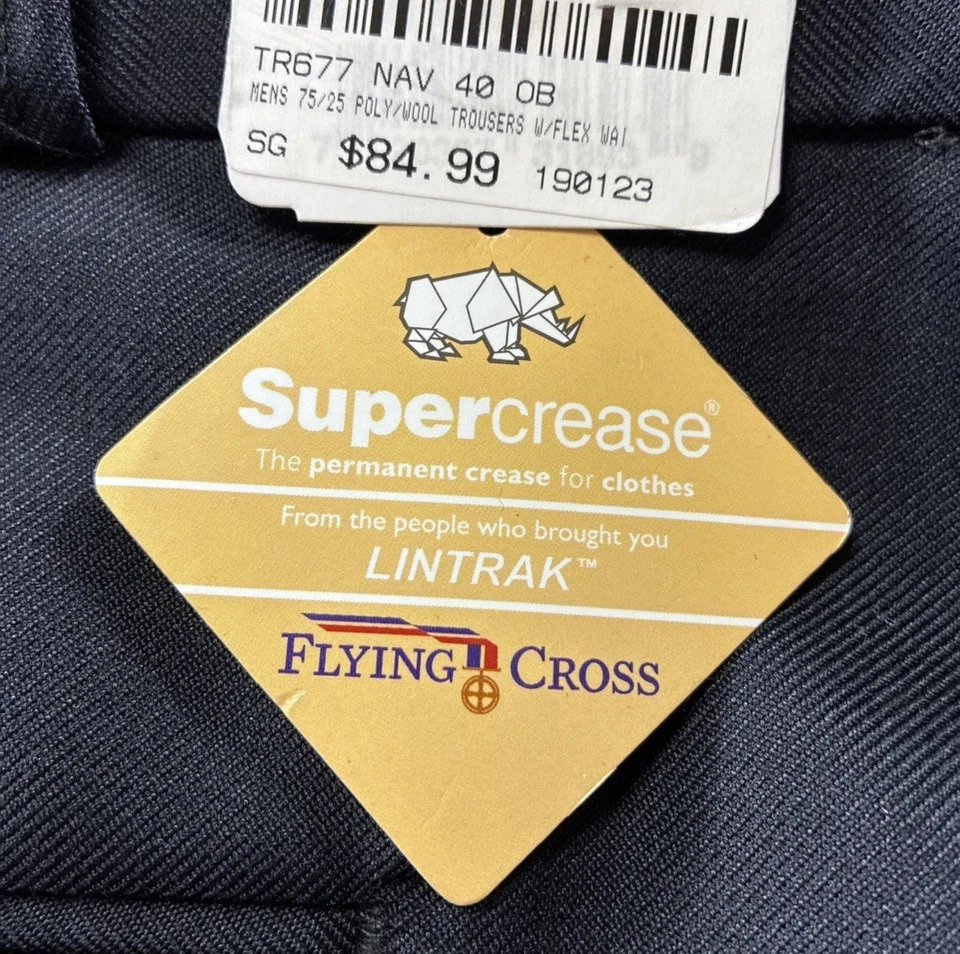 TR677 NAV 40 OB
MENS 75/25 POLY/WOOL TROUSERS W/FLEX WAI
SG $84.99 190123
Supercrease®
The permanent crease for clothes
From the people who brought you
LINTRAK™
FLYING CROSS